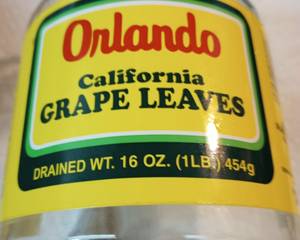 Orlando
California
GRAPE LEAVES
DRAINED WT. 16 OZ. (1LB.) 454g